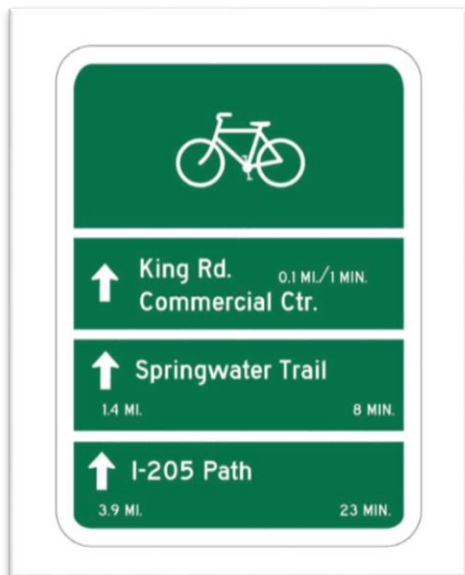 King Rd. 0.1 MI./1 MIN.
Commercial Ctr.
Springwater Trail
1.4 MI. 8 MIN.
I-205 Path
3.9 MI. 23 MIN.